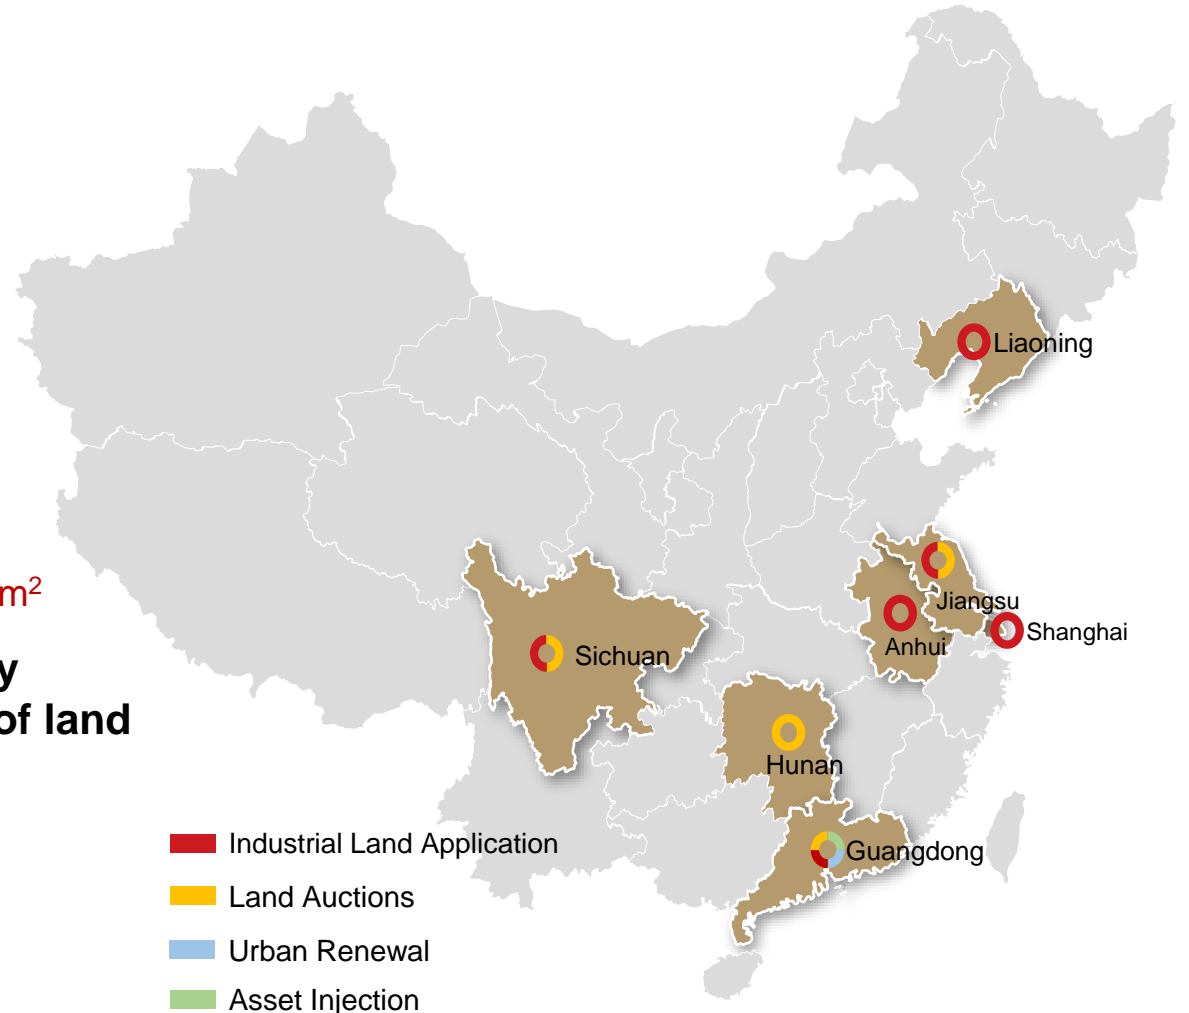 Liaoning
m²
Jiangsu
Shanghai
Anhui
y
Sichuan
of land
Hunan
Guangdong
Industrial Land Application
Land Auctions
Urban Renewal
Asset Injection